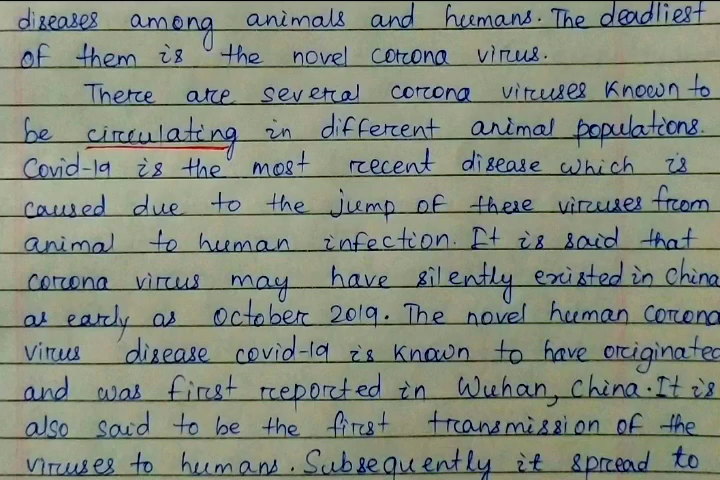 diseases among animals and humans. The deadliest
of them is the novel corona virus.
There are several corona viruses known to
be circulating in different animal populations.
Covid-19 is the most recent disease which is
caused due to the jump of these viruses from
animal to human infection. It is said that
corona virus may have silently existed in China
as early as October 2019. The novel human corona
virus disease covid-19 is known to have originated
and was first reported in Wuhan, China. It is
also said to be the first transmission of the
viruses to humans. Subsequently it spread to